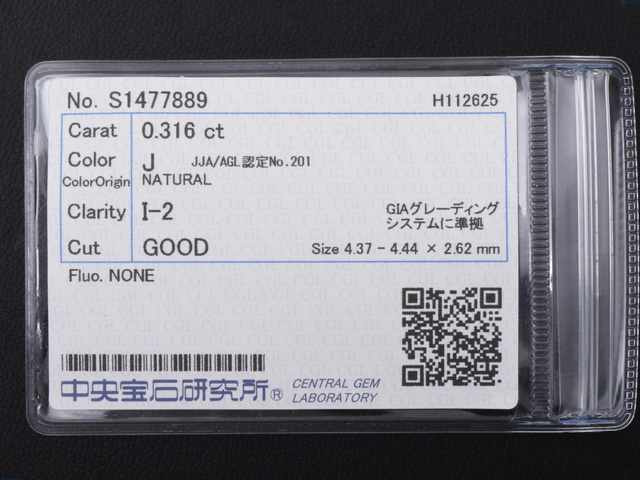 No. S1477889 H112625
Carat 0.316 ct
Color J JJA/AGL認定No.201
ColorOrigin NATURAL
Clarity I-2 GIAグレーディング
システムに準拠
Cut GOOD Size 4.37 - 4.44 × 2.62 mm
Fluo. NONE
中央宝石研究所® CENTRAL GEM
LABORATORY